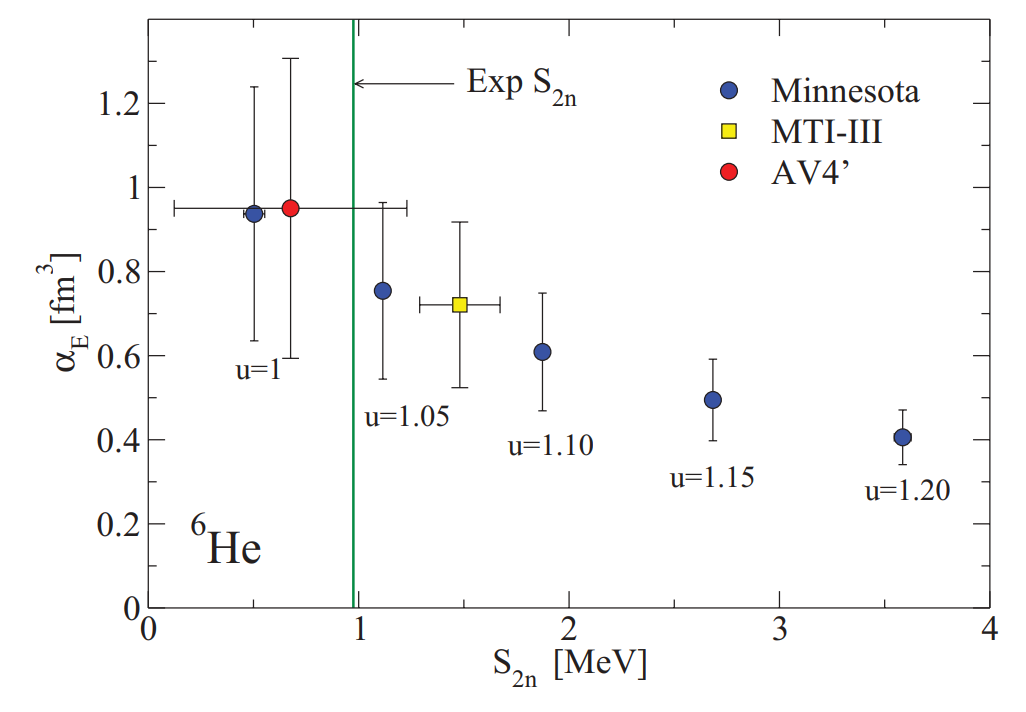 Exp S2n
Minnesota
MTI-III
AV4’
1.2
1
0.8
0.6
0.4
0.2
0
αE [fm3]
u=1
u=1.05
u=1.10
u=1.15
u=1.20
6He
0
1
2
3
4
S2n [MeV]